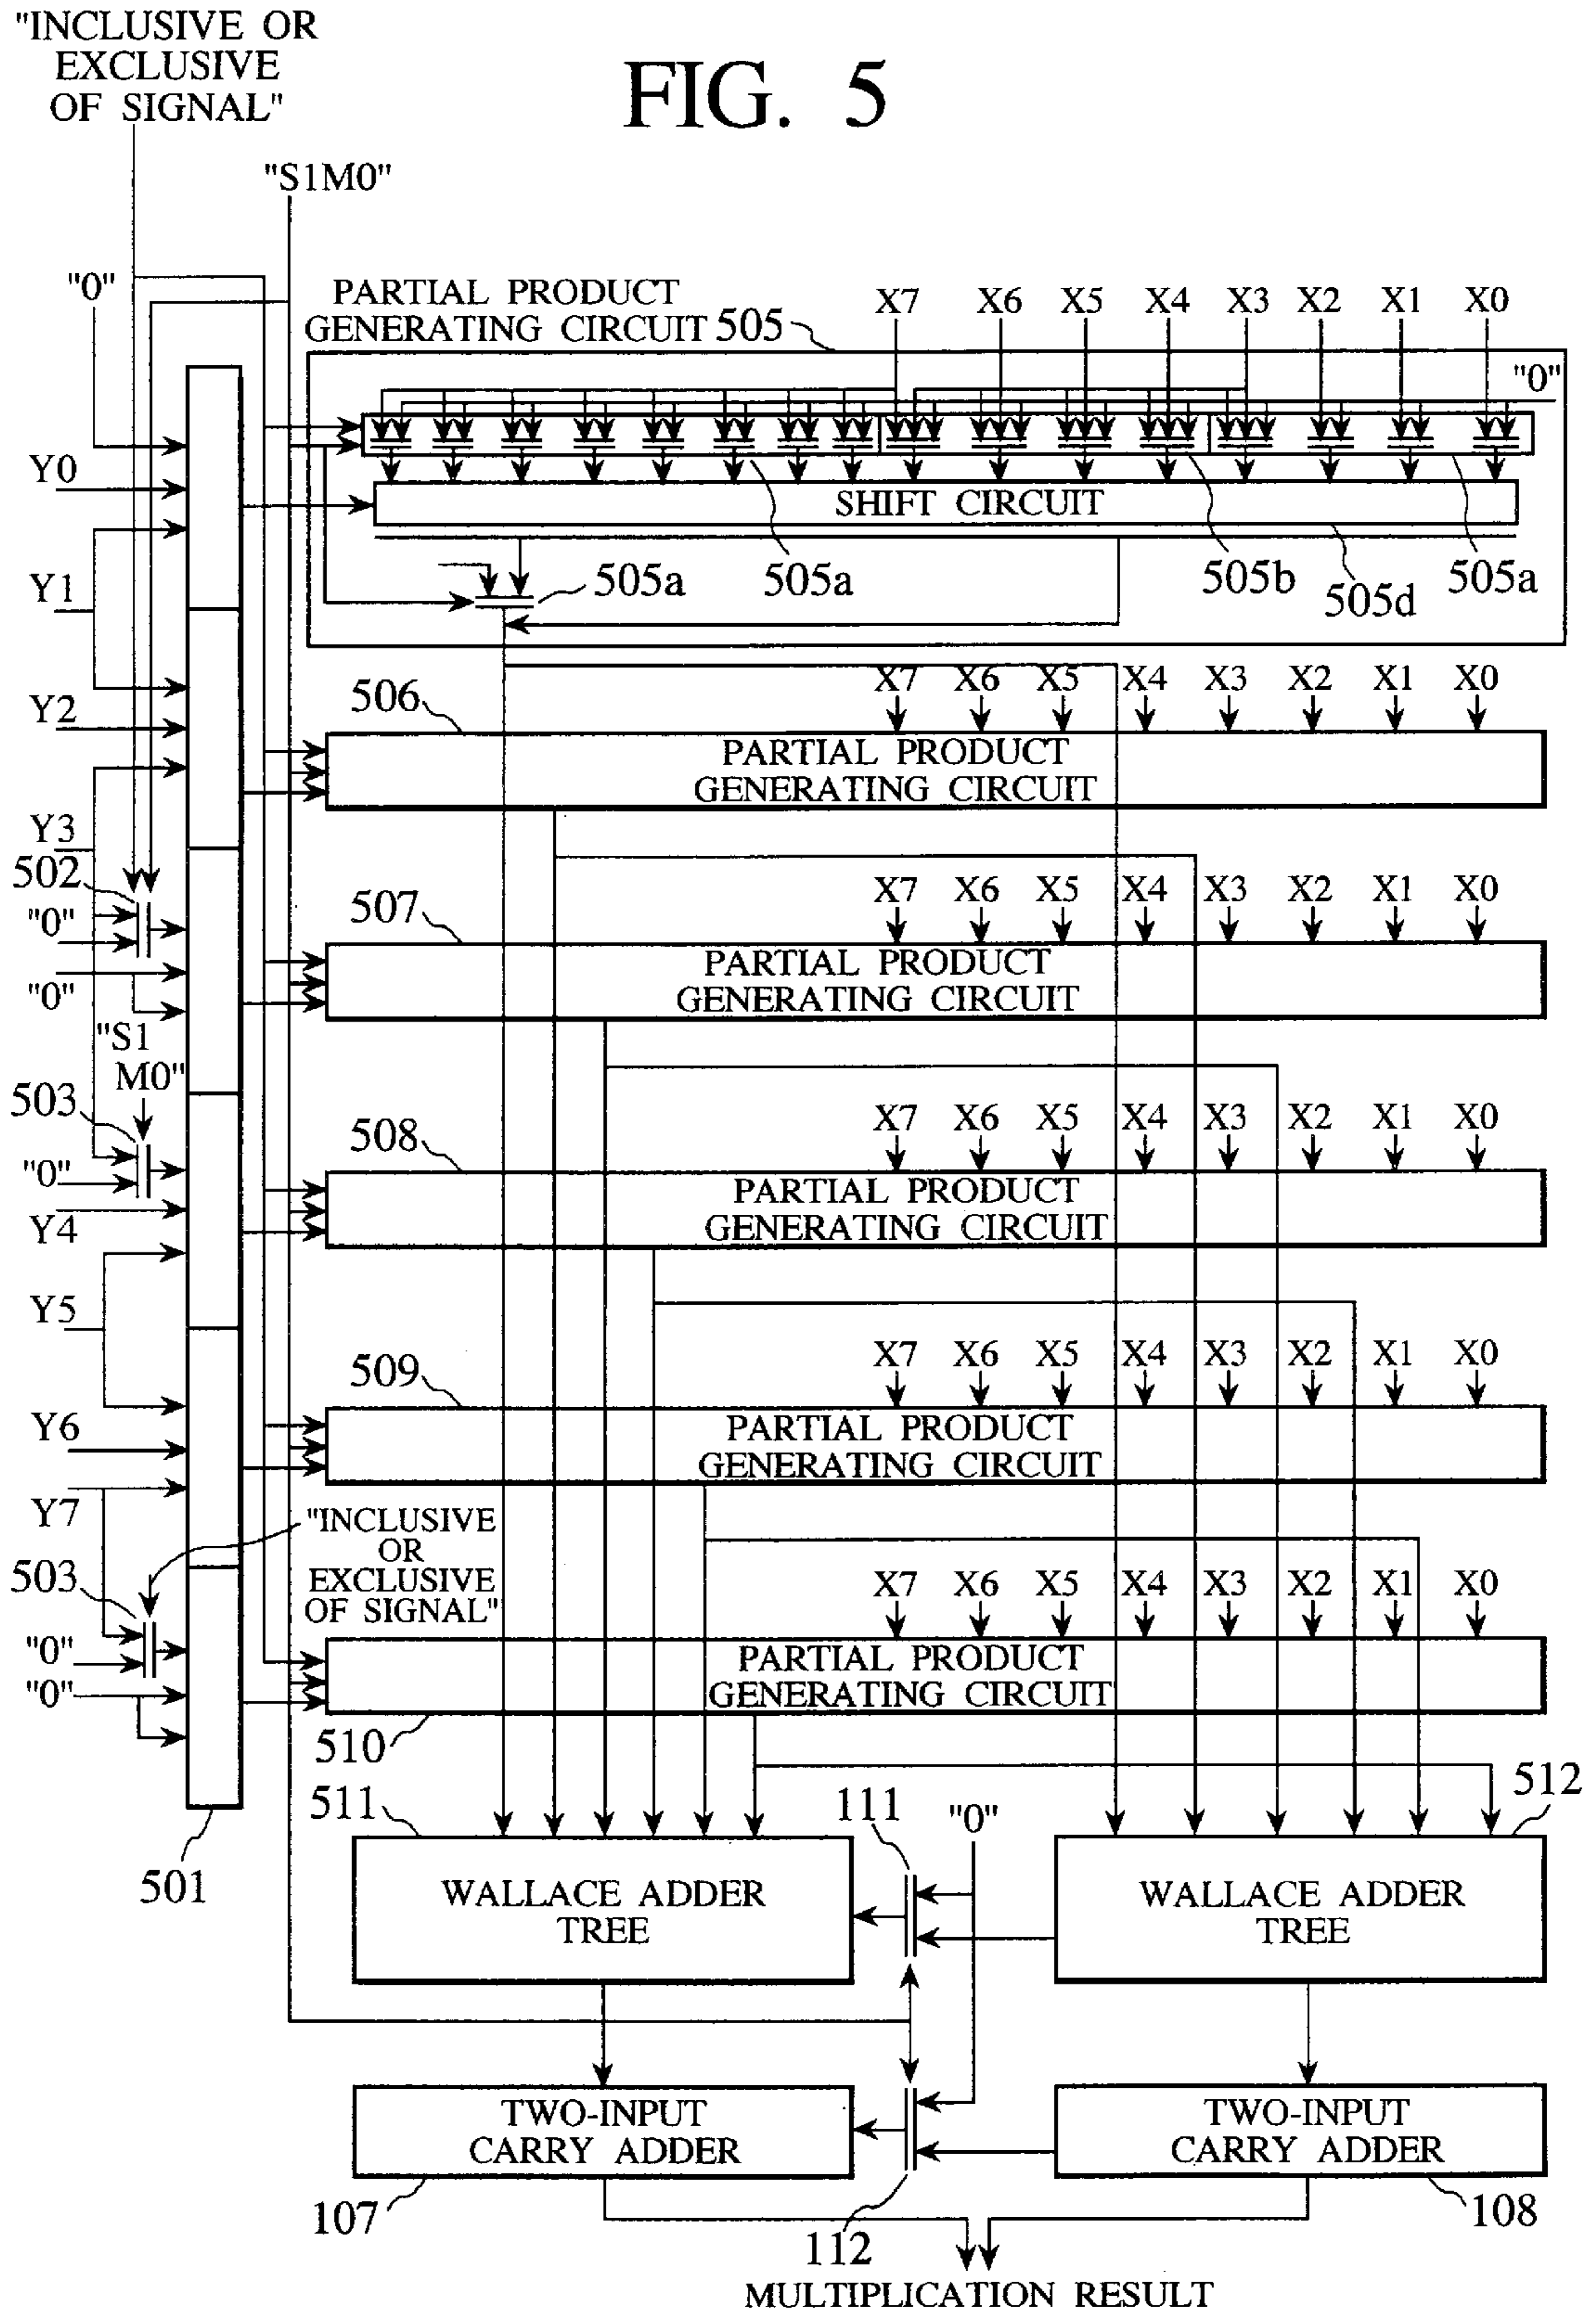 "INCLUSIVE OR
EXCLUSIVE
OF SIGNAL"
FIG. 5
"S1M0"
"0"
PARTIAL PRODUCT
GENERATING CIRCUIT 505
X7 X6 X5 X4 X3 X2 X1 X0
"0"
Y0
SHIFT CIRCUIT
Y1
505a 505a 505b 505d 505a
Y2
506
X7 X6 X5 X4 X3 X2 X1 X0
PARTIAL PRODUCT
GENERATING CIRCUIT
Y3
502
"0"
"0"
507
X7 X6 X5 X4 X3 X2 X1 X0
PARTIAL PRODUCT
GENERATING CIRCUIT
"S1
M0"
503
"0"
Y4
508
X7 X6 X5 X4 X3 X2 X1 X0
PARTIAL PRODUCT
GENERATING CIRCUIT
Y5
509
X7 X6 X5 X4 X3 X2 X1 X0
PARTIAL PRODUCT
GENERATING CIRCUIT
Y6
Y7
"INCLUSIVE
OR
EXCLUSIVE
OF SIGNAL"
503
"0"
"0"
X7 X6 X5 X4 X3 X2 X1 X0
PARTIAL PRODUCT
GENERATING CIRCUIT
510
501
511
111
"0"
512
WALLACE ADDER
TREE
WALLACE ADDER
TREE
TWO-INPUT
CARRY ADDER
TWO-INPUT
CARRY ADDER
107
112
108
MULTIPLICATION RESULT